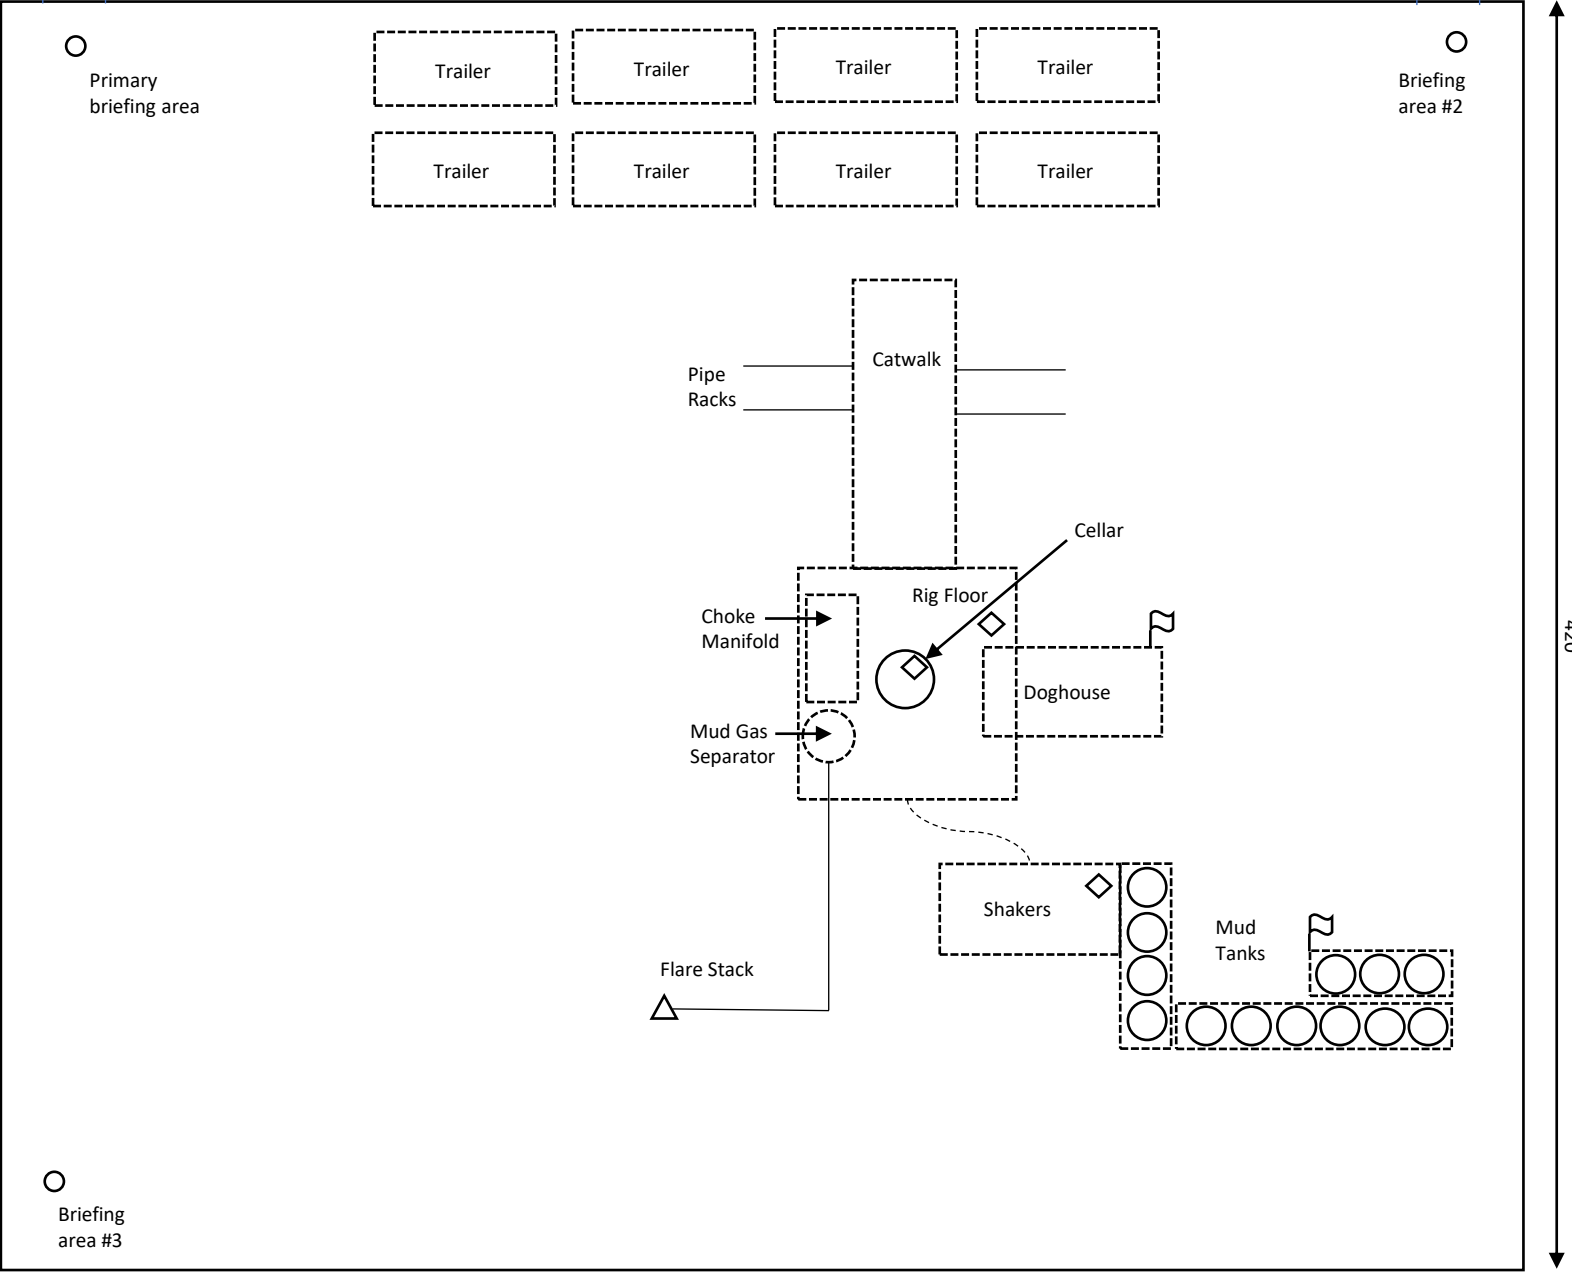 Primary
briefing area
Trailer
Trailer
Trailer
Trailer
Briefing
area #2
Trailer
Trailer
Trailer
Trailer
Catwalk
Pipe
Racks
Cellar
Rig Floor
Choke
Manifold
420
Doghouse
Mud Gas
Separator
Shakers
Mud
Tanks
Flare Stack
Briefing
area #3